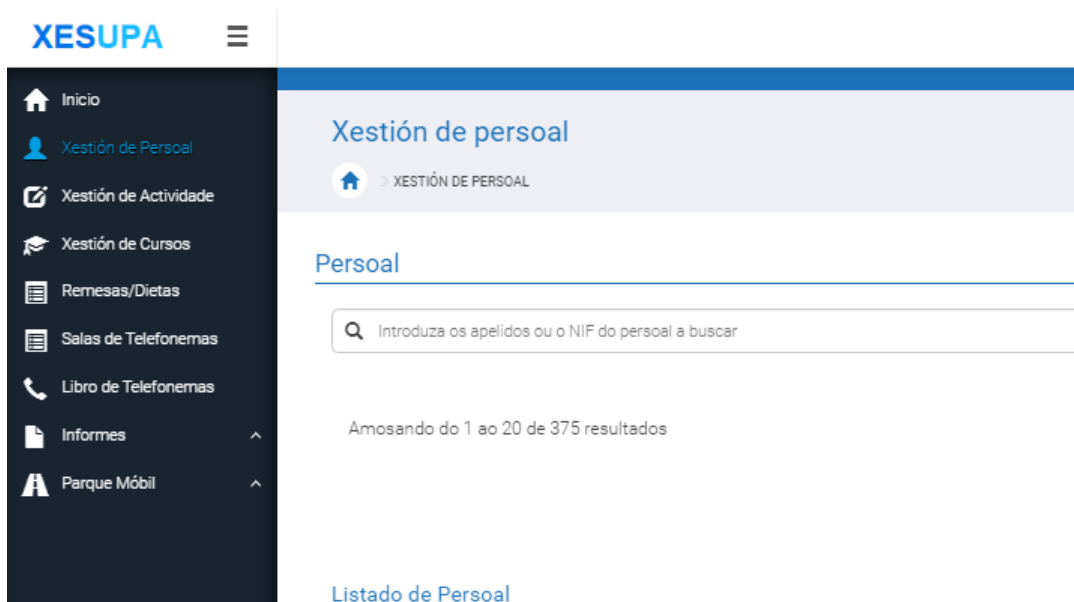 XESUPA
Inicio
Xestión de Persoal
Xestión de Actividade
Xestión de Cursos
Remesas/Dietas
Salas de Telefonemas
Libro de Telefonemas
Informes
Parque Móbil
Xestión de persoal
> XESTIÓN DE PERSOAL
Persoal
Introduza os apelidos ou o NIF do persoal a buscar
Amosando do 1 ao 20 de 375 resultados
Listado de Persoal